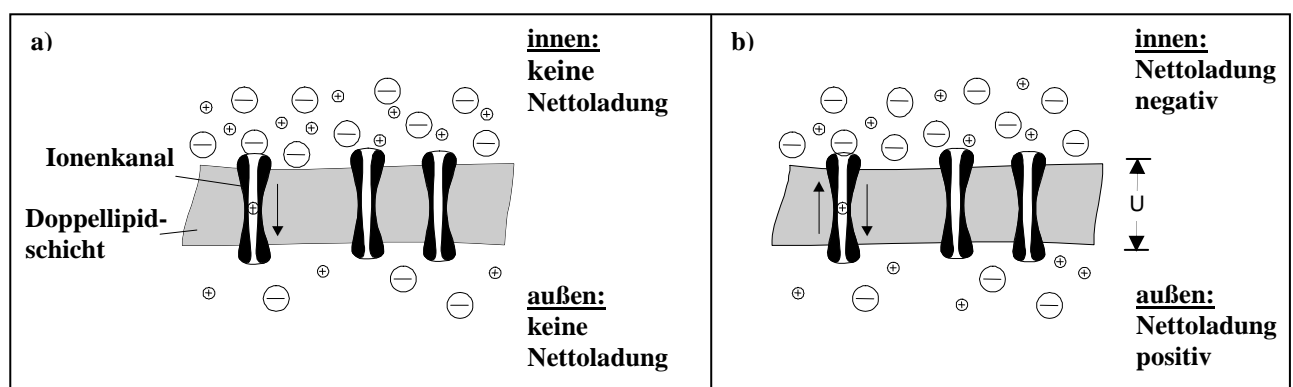 a)
innen:
keine
Nettoladung
Ionenkanal
Doppellipid-
schicht
außen:
keine
Nettoladung
b)
innen:
Nettoladung
negativ
U
außen:
Nettoladung
positiv